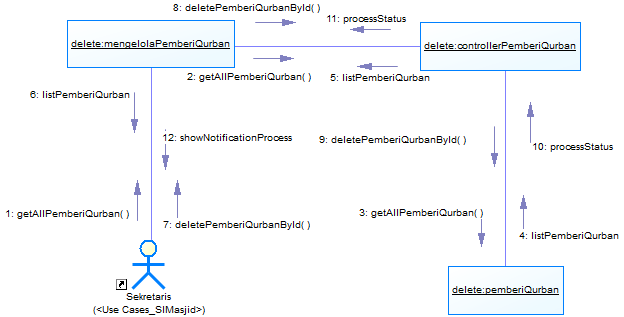 8: deletePemberiQurbanById( )
11: processStatus
delete:mengelolaPemberiQurban
delete:controllerPemberiQurban
2: getAllPemberiQurban( )
5: listPemberiQurban
6: listPemberiQurban
12: showNotificationProcess
9: deletePemberiQurbanById( )
10: processStatus
1: getAllPemberiQurban( )
7: deletePemberiQurbanById( )
3: getAllPemberiQurban( )
4: listPemberiQurban
Sekretaris
(<Use Cases_SIMasjid>)
delete:pemberiQurban